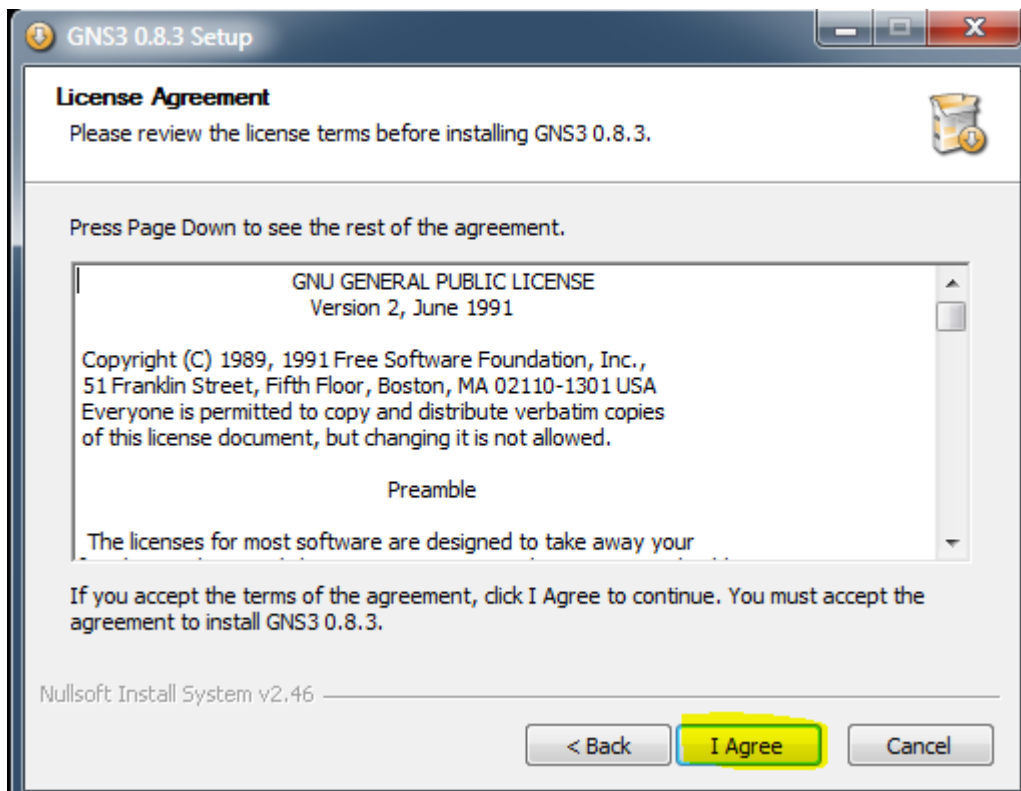 GNS3 0.8.3 Setup
License Agreement
Please review the license terms before installing GNS3 0.8.3.
Press Page Down to see the rest of the agreement.
GNU GENERAL PUBLIC LICENSE
Version 2, June 1991
Copyright (C) 1989, 1991 Free Software Foundation, Inc.,
51 Franklin Street, Fifth Floor, Boston, MA 02110-1301 USA
Everyone is permitted to copy and distribute verbatim copies
of this license document, but changing it is not allowed.
Preamble
The licenses for most software are designed to take away your
If you accept the terms of the agreement, click I Agree to continue. You must accept the
agreement to install GNS3 0.8.3.
Nullsoft Install System v2.46
< Back
I Agree
Cancel